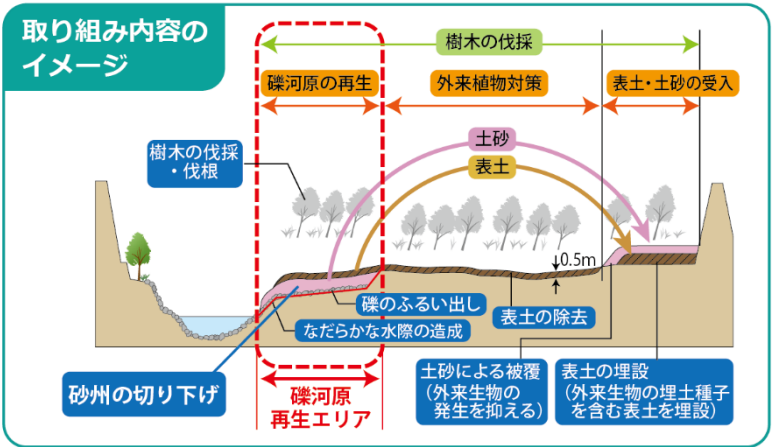 取り組み内容の
イメージ
樹木の伐採
礫河原の再生
外来植物対策
表土・土砂の受入
樹木の伐採
・伐根
土砂
表土
0.5m
礫のふるい出し
なだらかな水際の造成
表土の除去
砂州の切り下げ
礫河原
再生エリア
土砂による被覆
（外来生物の
発生を抑える）
表土の埋設
（外来生物の埋土種子
を含む表土を埋設）